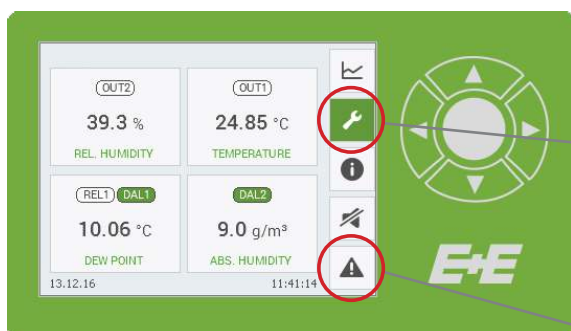 OUT2 OUT1
39.3 % 24.85 °C
REL. HUMIDITY TEMPERATURE
REL1 DAL1 DAL2
10.06 °C 9.0 g/m³
DEW POINT ABS. HUMIDITY
13.12.16 11:41:14
E+E